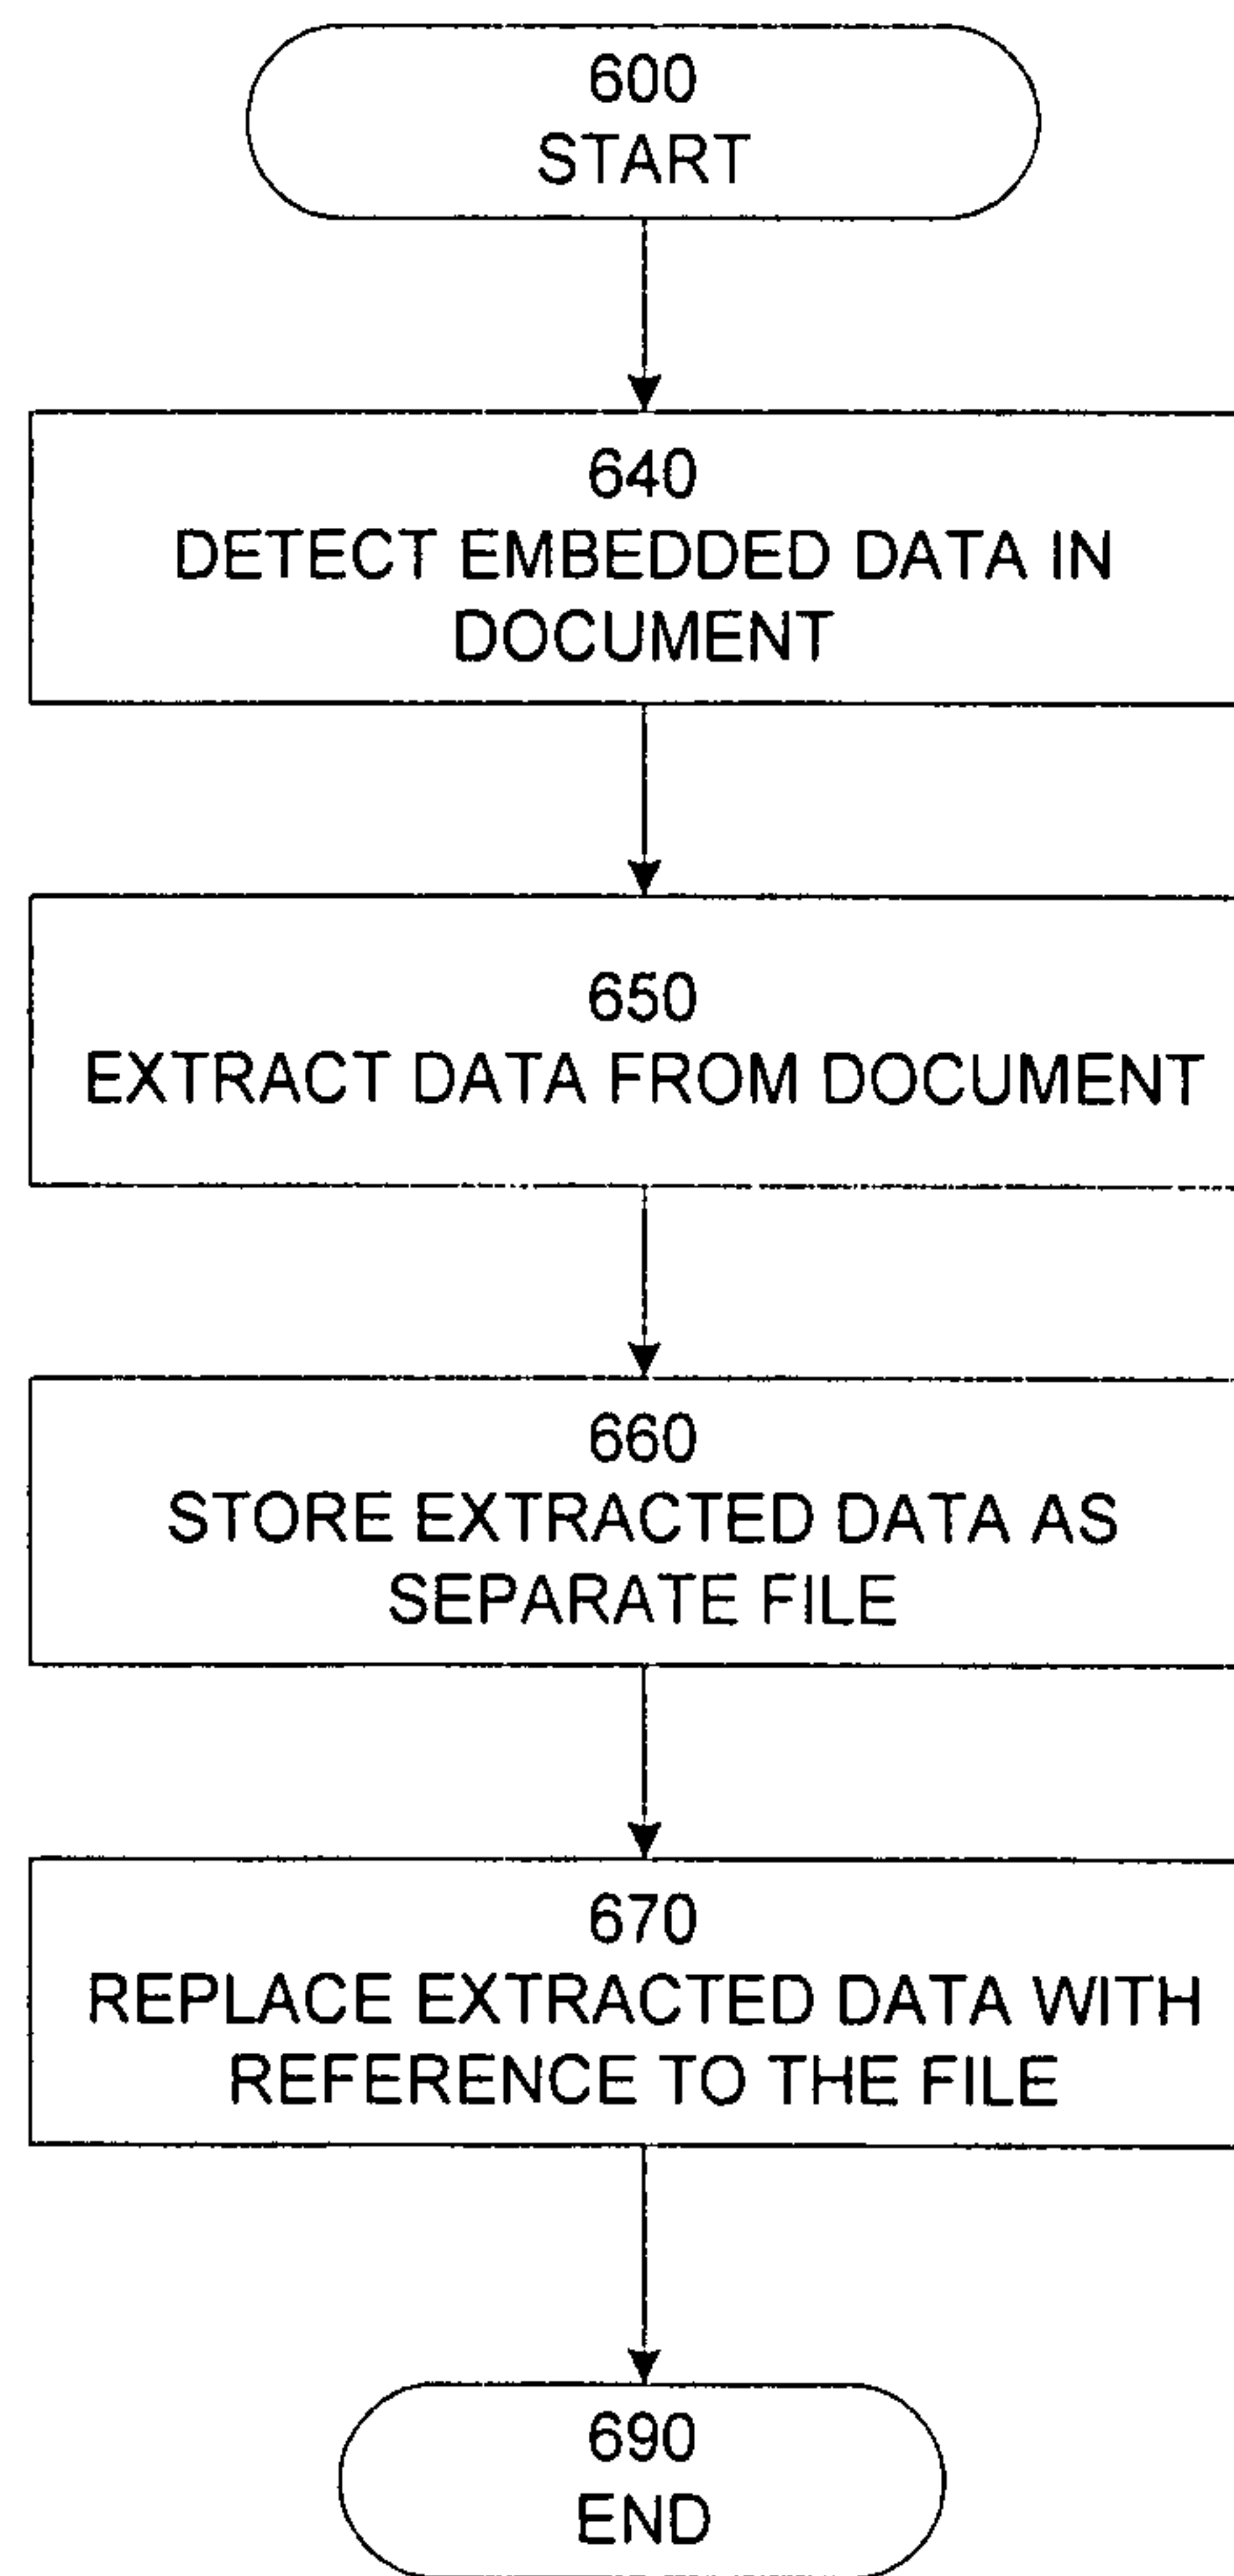 600
START
640
DETECT EMBEDDED DATA IN
DOCUMENT
650
EXTRACT DATA FROM DOCUMENT
660
STORE EXTRACTED DATA AS
SEPARATE FILE
670
REPLACE EXTRACTED DATA WITH
REFERENCE TO THE FILE
690
END